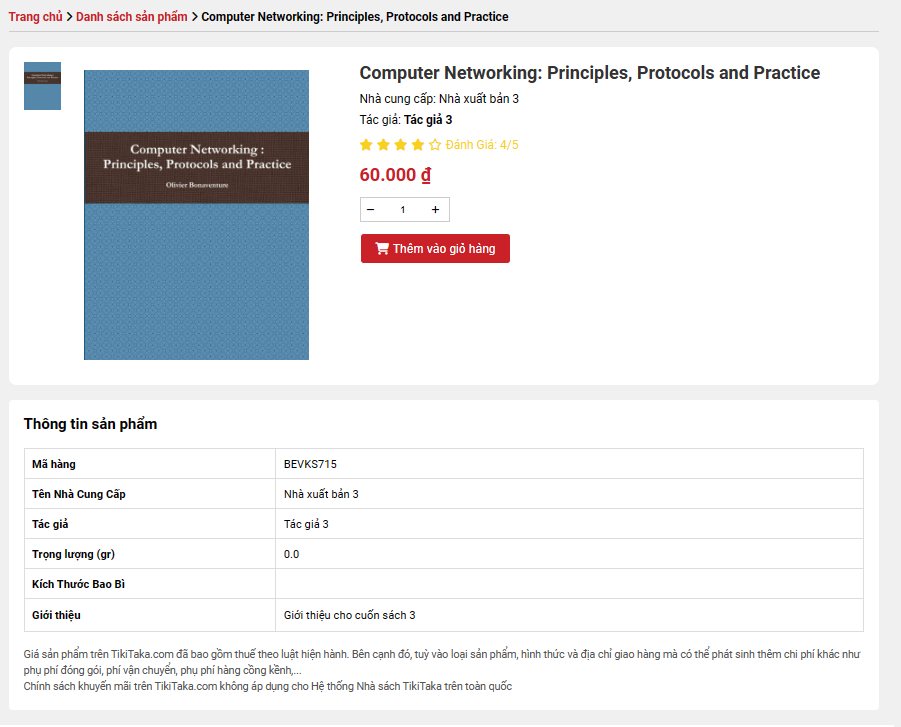 Trang chủ > Danh sách sản phẩm > Computer Networking: Principles, Protocols and Practice
Computer Networking: Principles, Protocols and Practice
Nhà cung cấp: Nhà xuất bản 3
Tác giả: Tác giả 3
Đánh Giá: 4/5
60.000 ₫
− 1 +
Thêm vào giỏ hàng
Computer Networking :
Principles, Protocols and Practice
Olivier Bonaventure
Thông tin sản phẩm
Mã hàng BEVKS715
Tên Nhà Cung Cấp Nhà xuất bản 3
Tác giả Tác giả 3
Trọng lượng (gr) 0.0
Kích Thước Bao Bì
Giới thiệu Giới thiệu cho cuốn sách 3
Giá sản phẩm trên TikiTaka.com đã bao gồm thuế theo luật hiện hành. Bên cạnh đó, tuỳ vào loại sản phẩm, hình thức và địa chỉ giao hàng mà có thể phát sinh thêm chi phí khác như
phụ phí đóng gói, phí vận chuyển, phụ phí hàng cồng kềnh,...
Chính sách khuyến mãi trên TikiTaka.com không áp dụng cho Hệ thống Nhà sách TikiTaka trên toàn quốc